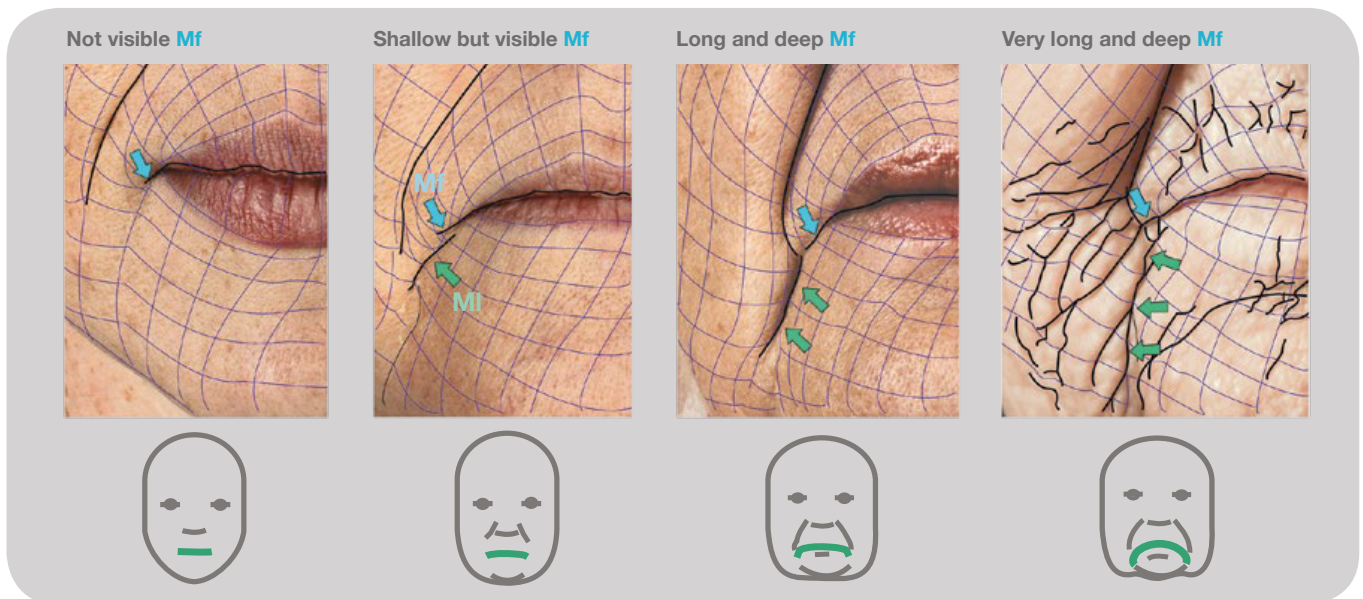 Not visible Mf
Shallow but visible Mf
Long and deep Mf
Very long and deep Mf
Mf
Ml